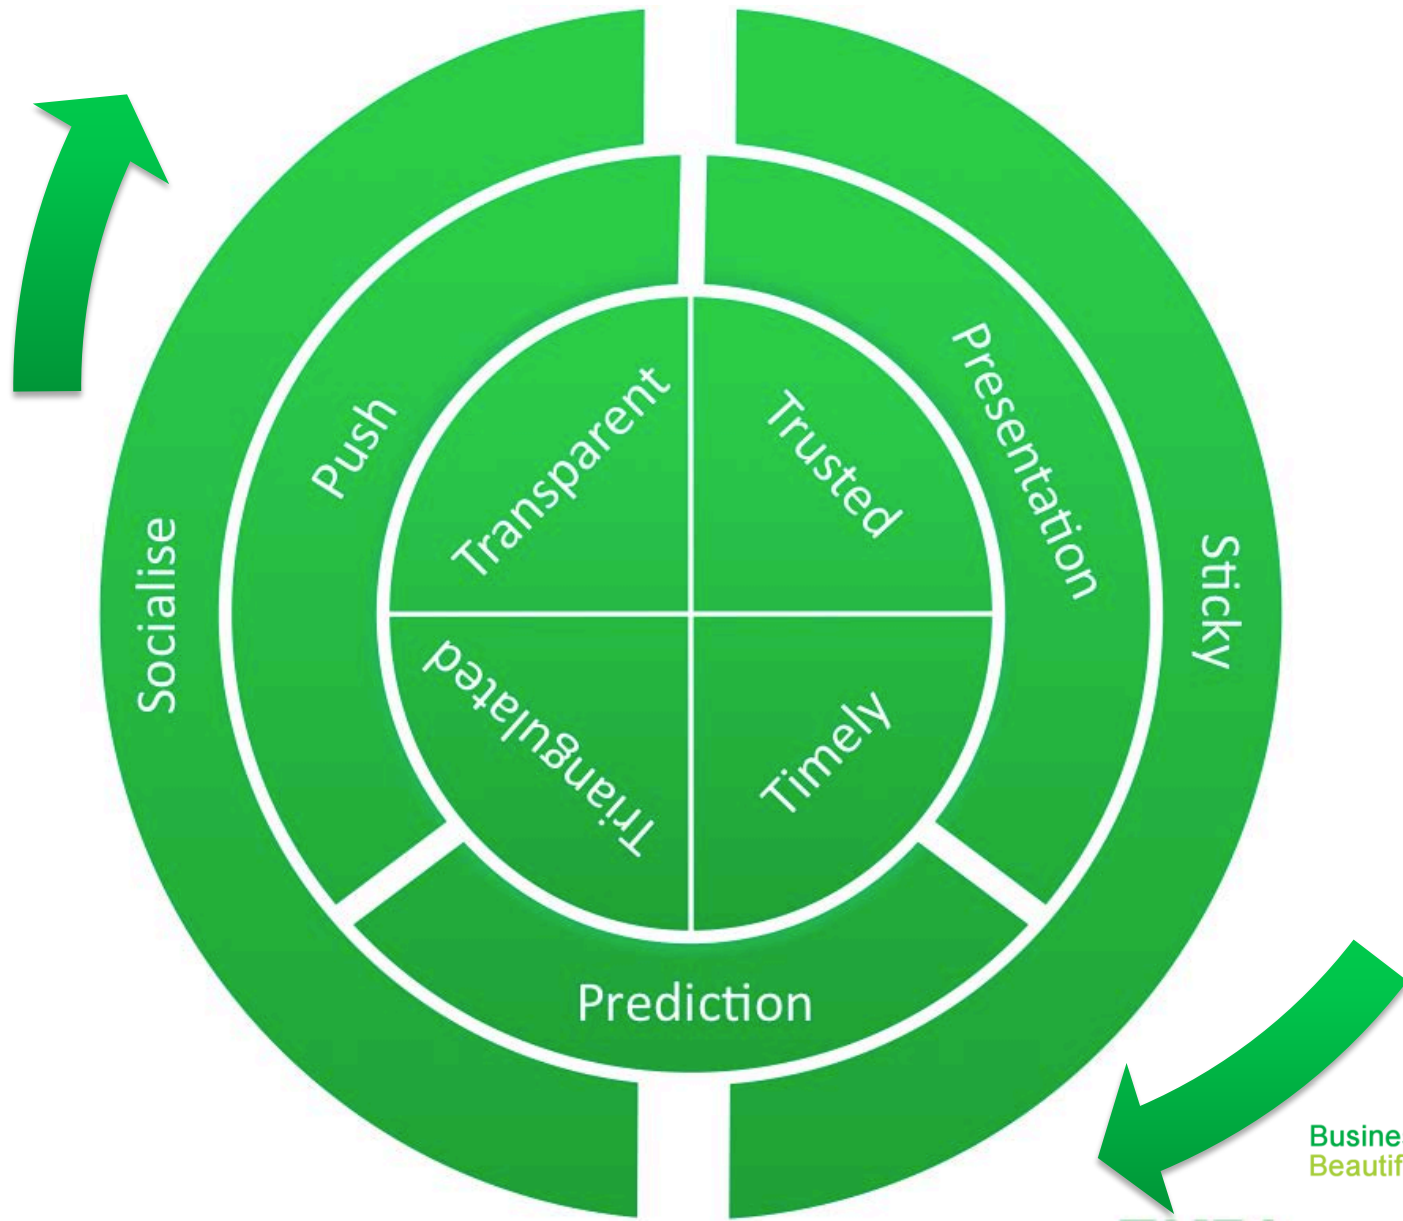 Socialise
Push
Transparent
Trusted
Presentation
Sticky
Triangulated
Timely
Prediction